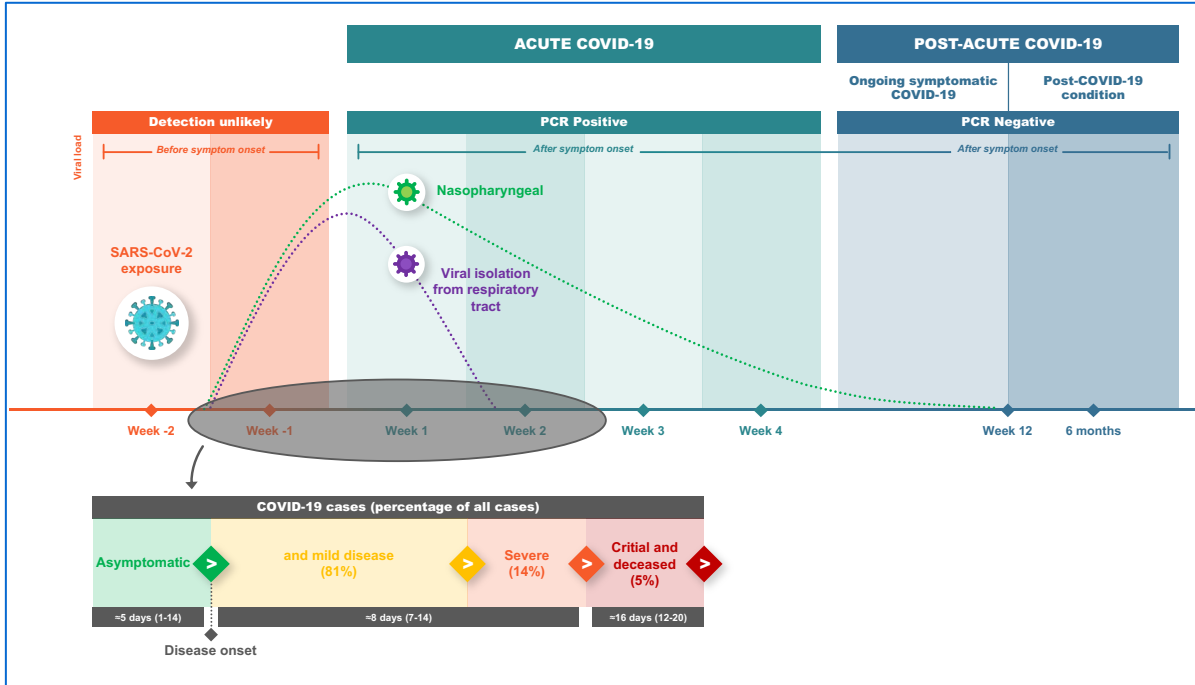 ACUTE COVID-19
POST-ACUTE COVID-19
Ongoing symptomatic
COVID-19
Post-COVID-19
condition
Detection unlikely
PCR Positive
PCR Negative
Viral load
Before symptom onset
After symptom onset
After symptom onset
Nasopharyngeal
SARS-CoV-2
exposure
Viral isolation
from respiratory
tract
Week -2
Week -1
Week 1
Week 2
Week 3
Week 4
Week 12
6 months
COVID-19 cases (percentage of all cases)
Asymptomatic
>
and mild disease
(81%)
>
Severe
(14%)
>
Critial and
deceased
(5%)
>
≈5 days (1-14)
≈8 days (7-14)
≈16 days (12-20)
Disease onset